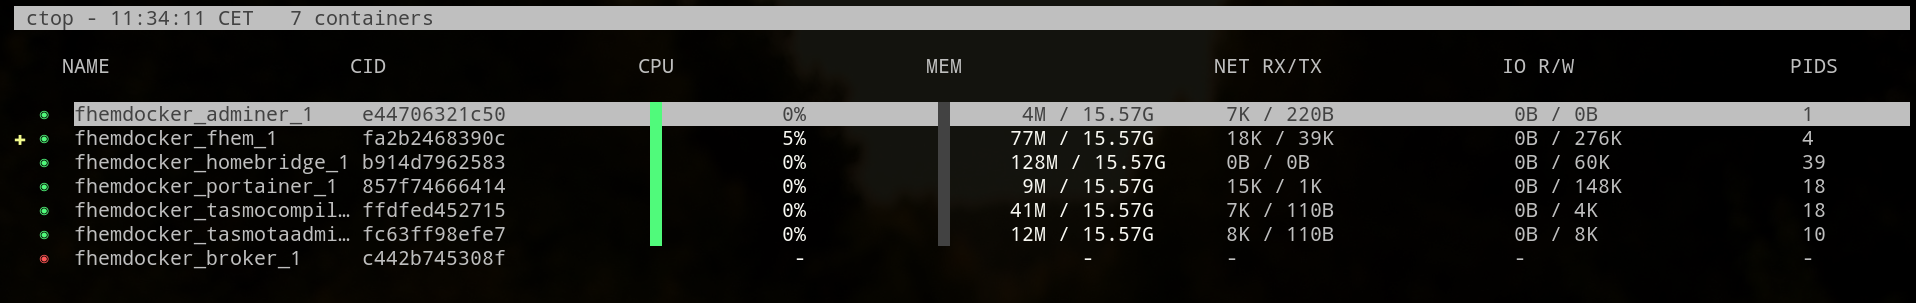 ctop - 11:34:11 CET 7 containers
NAME CID CPU MEM NET RX/TX IO R/W PIDS
fhemdocker_adminer_1 e44706321c50 0% 4M / 15.57G 7K / 220B 0B / 0B 1
fhemdocker_fhem_1 fa2b2468390c 5% 77M / 15.57G 18K / 39K 0B / 276K 4
fhemdocker_homebridge_1 b914d7962583 0% 128M / 15.57G 0B / 0B 0B / 60K 39
fhemdocker_portainer_1 857f74666414 0% 9M / 15.57G 15K / 1K 0B / 148K 18
fhemdocker_tasmocompil… ffdfed452715 0% 41M / 15.57G 7K / 110B 0B / 4K 18
fhemdocker_tasmotaadmi… fc63ff98efe7 0% 12M / 15.57G 8K / 110B 0B / 8K 10
fhemdocker_broker_1 c442b745308f - - - - -